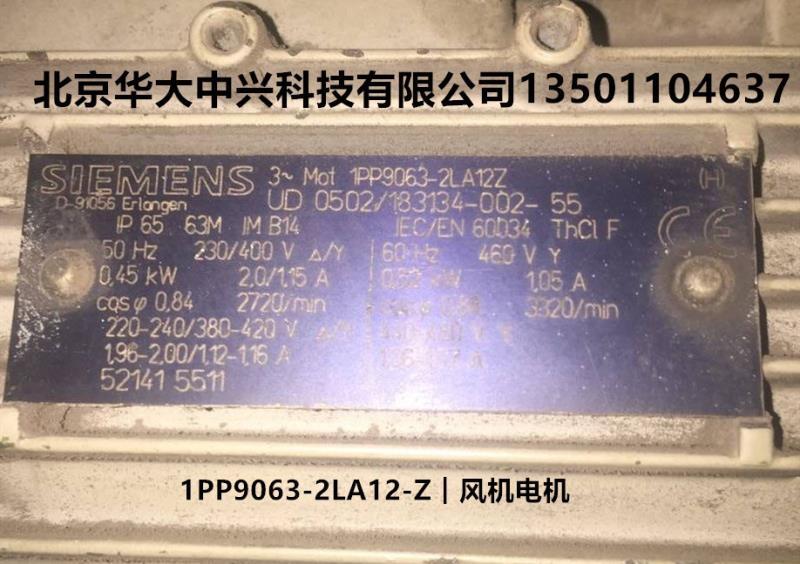 北京华大中兴科技有限公司13501104637
SIEMENS 3~ Mot 1PP9063-2LA12Z (H)
D-91056 Erlangen UD 0502/183134-002-55
IP 65 63M IM B14 IEC/EN 60034 ThCl F
50 Hz 230/400 V Δ/Y 60 Hz 460 V Y
0,45 kW 2.0/1,15 A kW 1,05 A
cos φ 0,84 2720/min cos φ 3320/min
220-240/380-420 V Δ/Y V
1,96-2,00/1,12-1,16 A A
52141 5511
CE
1PP9063-2LA12-Z|风机电机